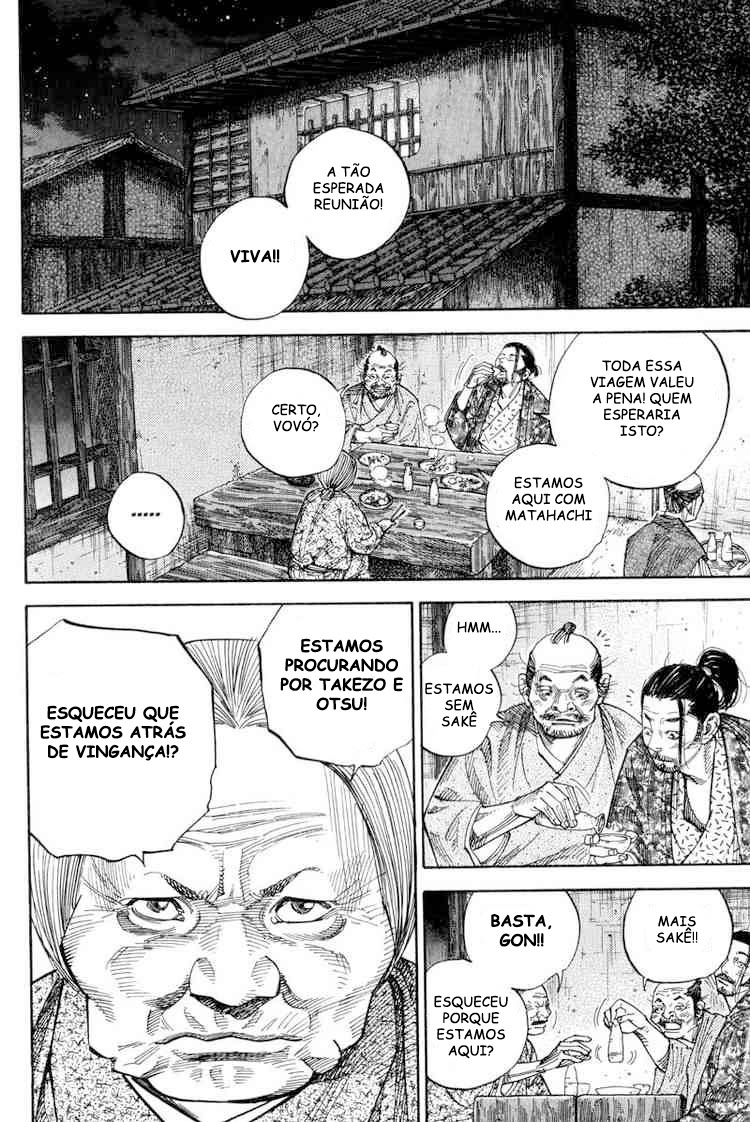 A TÃO
ESPERADA
REUNIÃO!
VIVA!!
TODA ESSA
VIAGEM VALEU
A PENA! QUEM
ESPERARIA
ISTO?
ESTAMOS
AQUI COM
MATAHACHI
CERTO,
VOVÓ?
.....
HMM...
ESTAMOS
SEM
SAKÊ
MAIS
SAKÊ!!
BASTA,
GON!!
ESQUECEU
PORQUE
ESTAMOS
AQUI?
ESTAMOS
PROCURANDO
POR TAKEZO E
OTSU!
ESQUECEU QUE
ESTAMOS ATRÁS
DE VINGANÇA!?